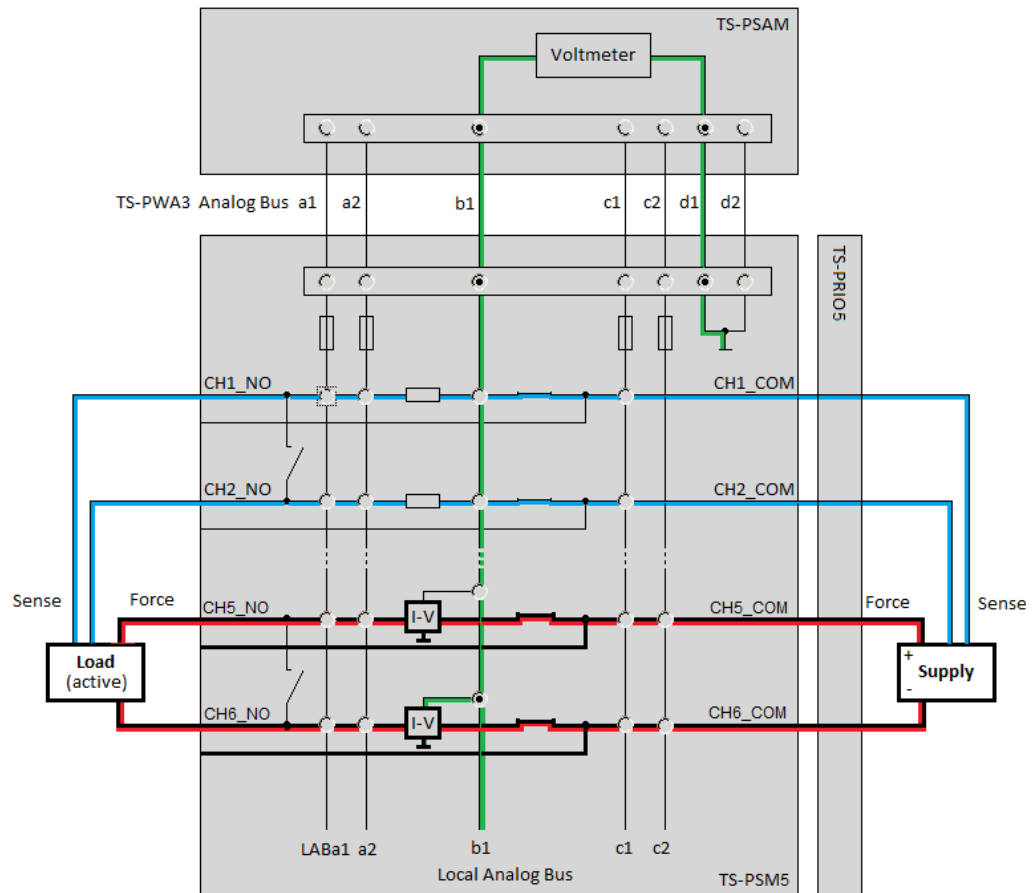 TS-PSAM
Voltmeter
TS-PWA3 Analog Bus a1 a2 b1 c1 c2 d1 d2
TS-PRIO5
CH1_NO CH1_COM
CH2_NO CH2_COM
Sense Force CH5_NO I-V CH5_COM Force Sense
Load
(active)
+
Supply
-
CH6_NO I-V CH6_COM
LABa1 a2 b1 c1 c2
Local Analog Bus
TS-PSM5